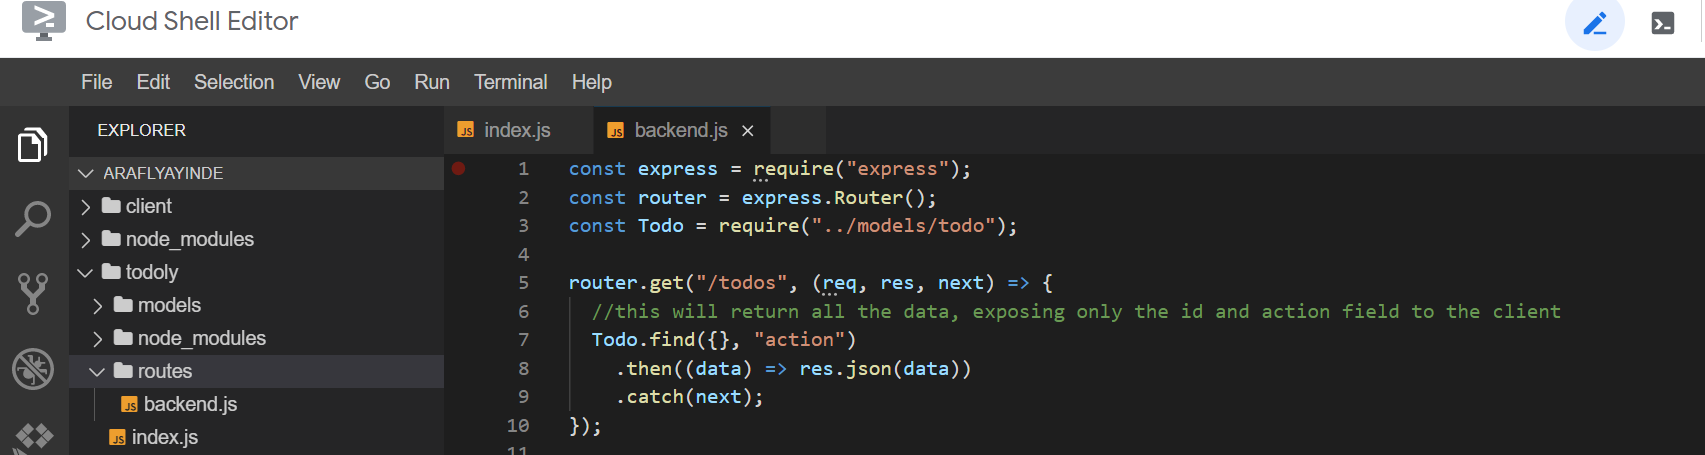 Cloud Shell Editor
File Edit Selection View Go Run Terminal Help
EXPLORER
ARAFLYAYINDE
client
node_modules
todoly
models
node_modules
routes
JS backend.js
JS index.js
JS index.js
JS backend.js ×
1 const express = require("express");
2 const router = express.Router();
3 const Todo = require("../models/todo");
4
5 router.get("/todos", (req, res, next) => {
6 //this will return all the data, exposing only the id and action field to the client
7 Todo.find({}, "action")
8 .then((data) => res.json(data))
9 .catch(next);
10 });
11